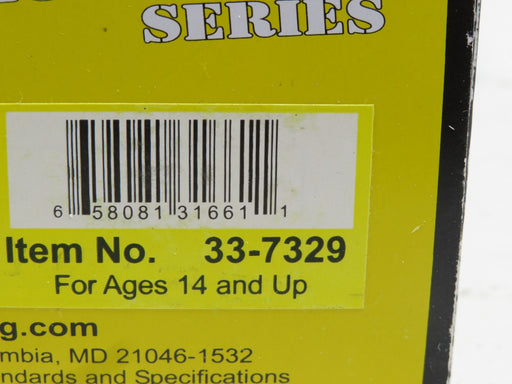 SERIES
6 58081 31661 1
Item No. 33-7329
For Ages 14 and Up
g.com
mbia, MD 21046-1532
ndards and Specifications